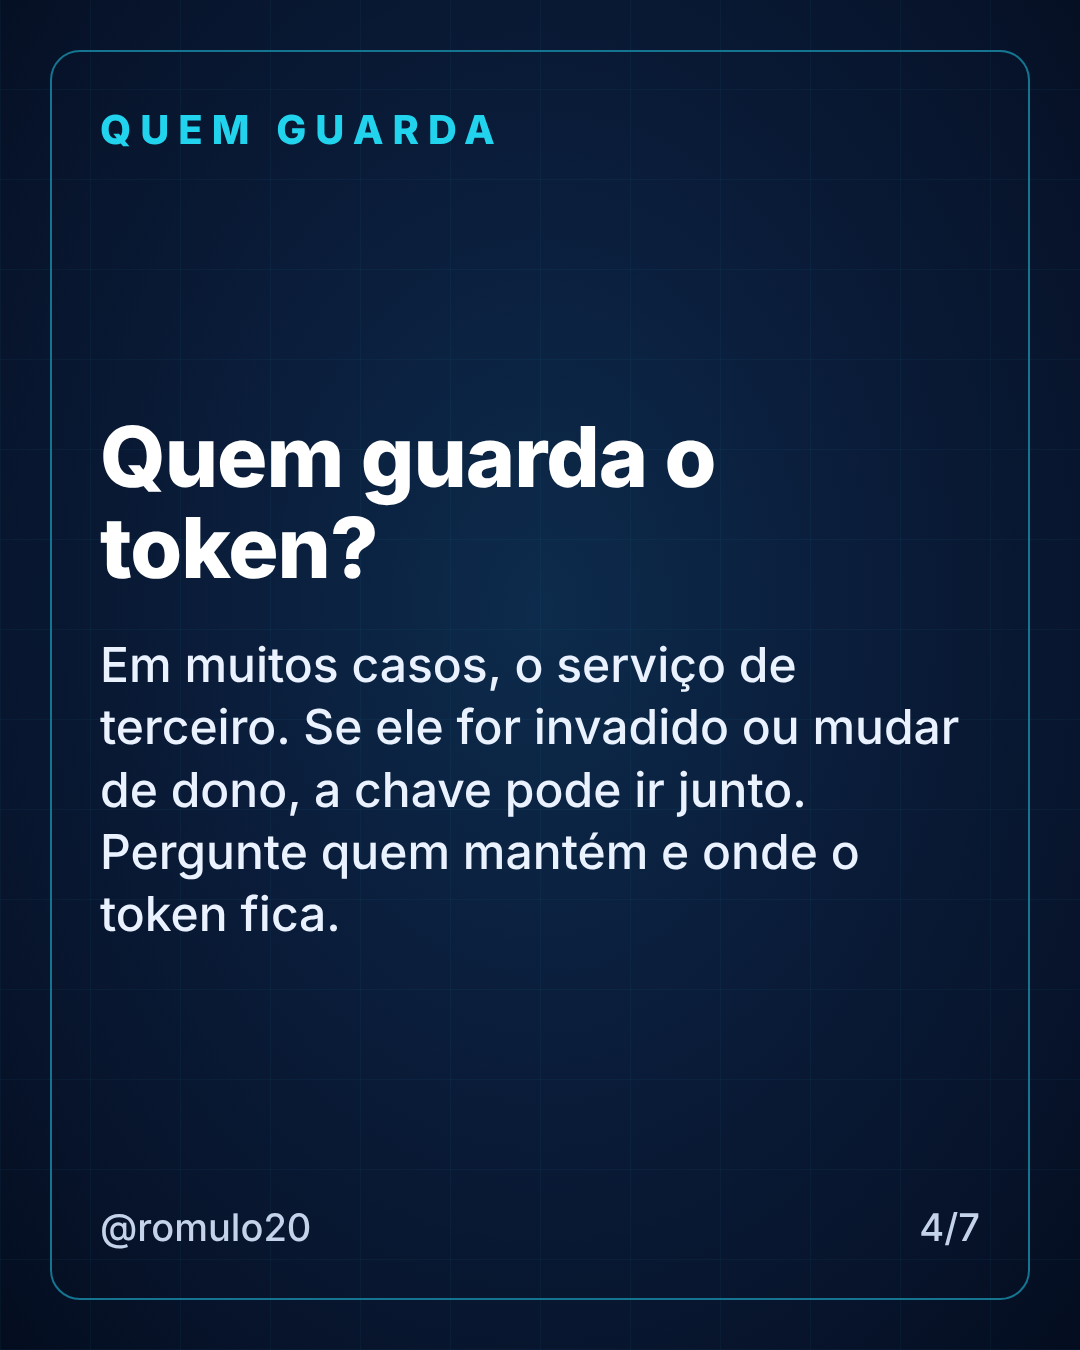 QUEM GUARDA
Quem guarda o
token?
Em muitos casos, o serviço de
terceiro. Se ele for invadido ou mudar
de dono, a chave pode ir junto.
Pergunte quem mantém e onde o
token fica.
@romulo20
4/7